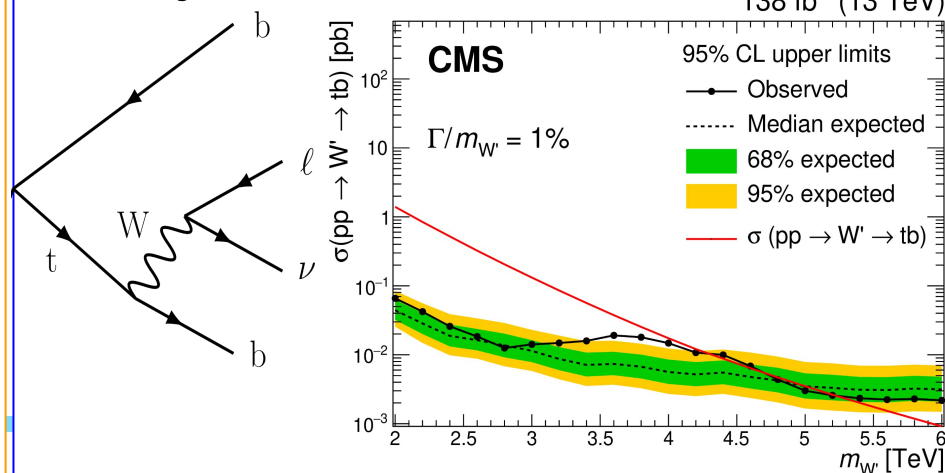 b
ℓ
W
t
ν
b
138 fb (13 TeV)
CMS
Γ/m_W' = 1%
95% CL upper limits
Observed
Median expected
68% expected
95% expected
σ (pp → W' → tb)
σ(pp → W' → tb) [pb]
10²
10
1
10⁻¹
10⁻²
10⁻³
2 2.5 3 3.5 4 4.5 5 5.5 6
m_W' [TeV]